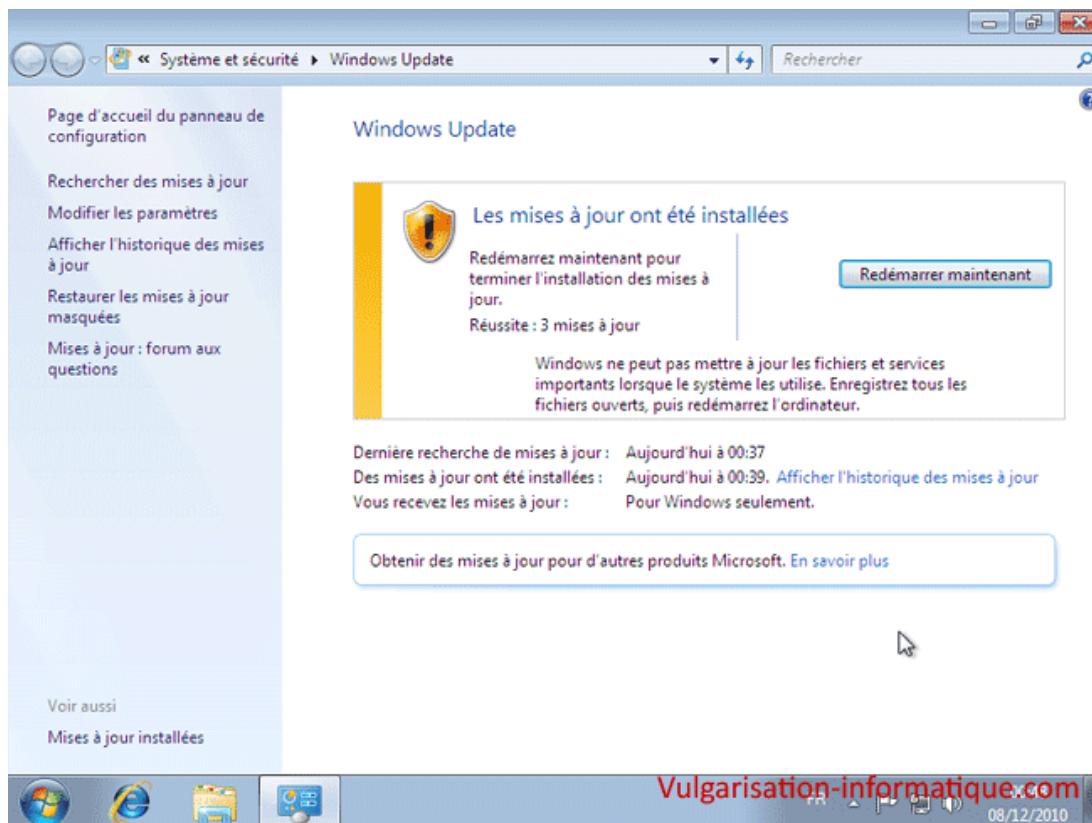 « Système et sécurité ▸ Windows Update
Rechercher
Page d'accueil du panneau de
configuration
Rechercher des mises à jour
Modifier les paramètres
Afficher l'historique des mises
à jour
Restaurer les mises à jour
masquées
Mises à jour : forum aux
questions
Voir aussi
Mises à jour installées
Windows Update
Les mises à jour ont été installées
Redémarrez maintenant pour
terminer l'installation des mises à
jour.
Réussite : 3 mises à jour
Redémarrer maintenant
Windows ne peut pas mettre à jour les fichiers et services
importants lorsque le système les utilise. Enregistrez tous les
fichiers ouverts, puis redémarrez l'ordinateur.
Dernière recherche de mises à jour : Aujourd'hui à 00:37
Des mises à jour ont été installées : Aujourd'hui à 00:39. Afficher l'historique des mises à jour
Vous recevez les mises à jour : Pour Windows seulement.
Obtenir des mises à jour pour d'autres produits Microsoft. En savoir plus
Vulgarisation-informatique.com
FR
08/12/2010